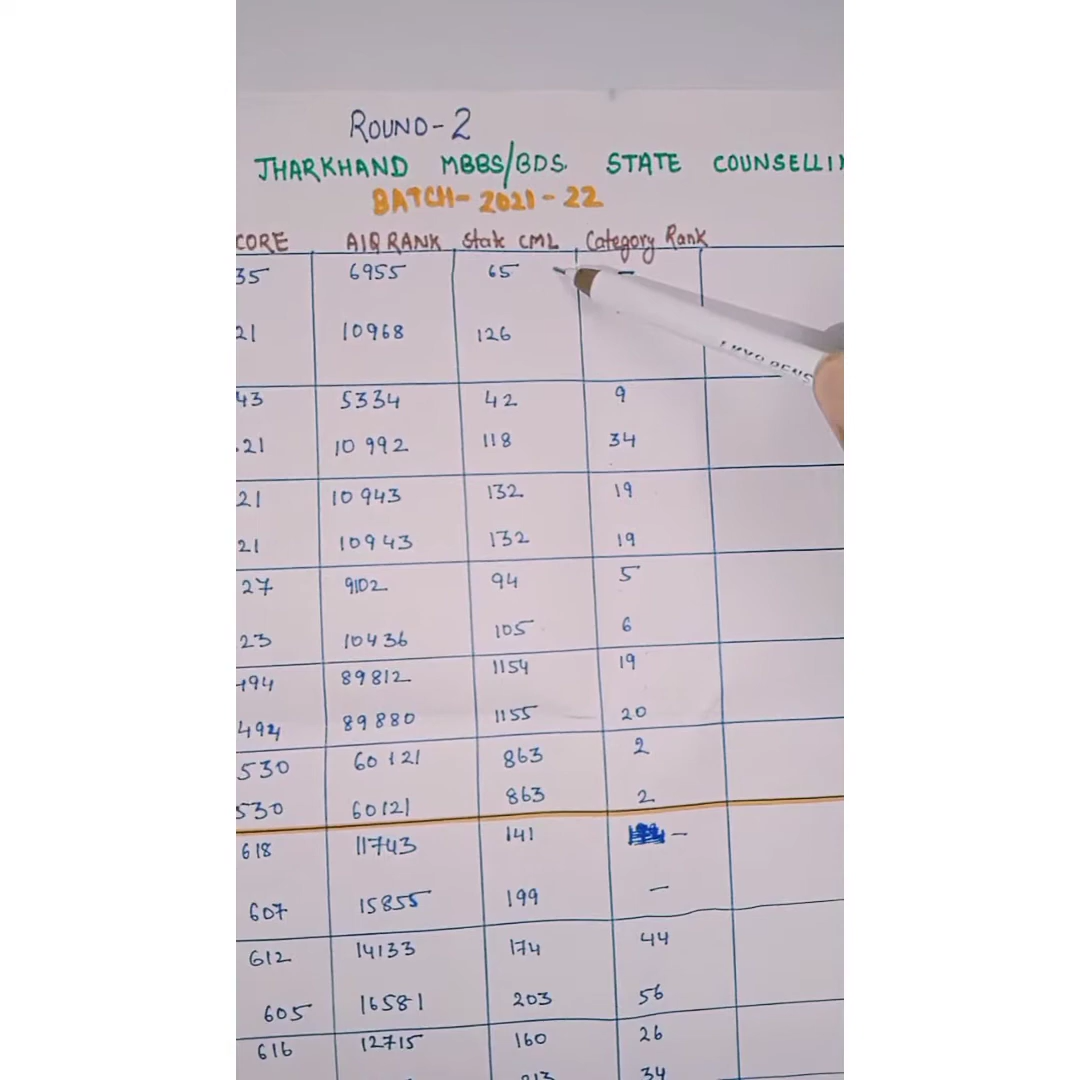 ROUND-2
JHARKHAND MBBS/BDS. STATE COUNSELLI
BATCH-2021-22
CORE AIQ RANK State CML Category Rank
35 6955 65 -
21 10968 126
43 5334 42 9
21 10992 118 34
21 10943 132 19
21 10943 132 19
27 9102 94 5
23 10436 105 6
494 89812 1154 19
494 89880 1155 20
530 60121 863 2
530 60121 863 2
618 11743 141 -
607 15855 199 -
612 14133 174 44
605 16581 203 56
616 12715 160 26
213 34